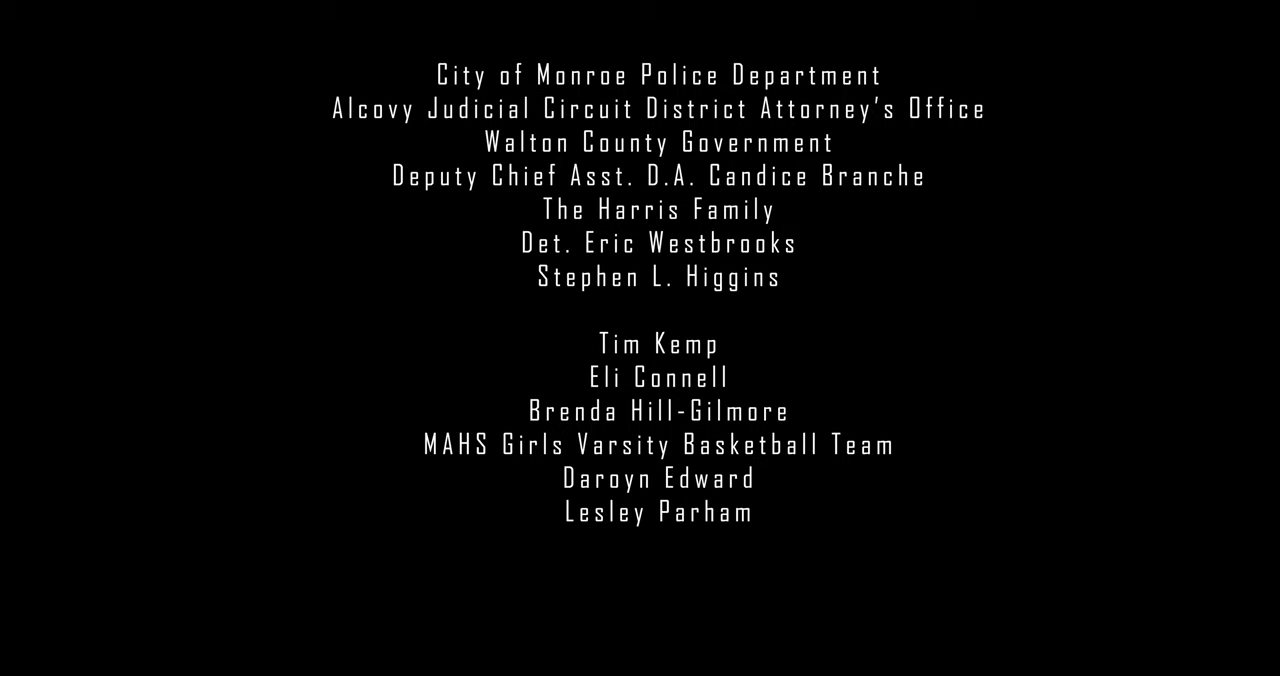 City of Monroe Police Department
Alcovy Judicial Circuit District Attorney's Office
Walton County Government
Deputy Chief Asst. D.A. Candice Branche
The Harris Family
Det. Eric Westbrooks
Stephen L. Higgins
Tim Kemp
Eli Connell
Brenda Hill-Gilmore
MAHS Girls Varsity Basketball Team
Daroyn Edward
Lesley Parham